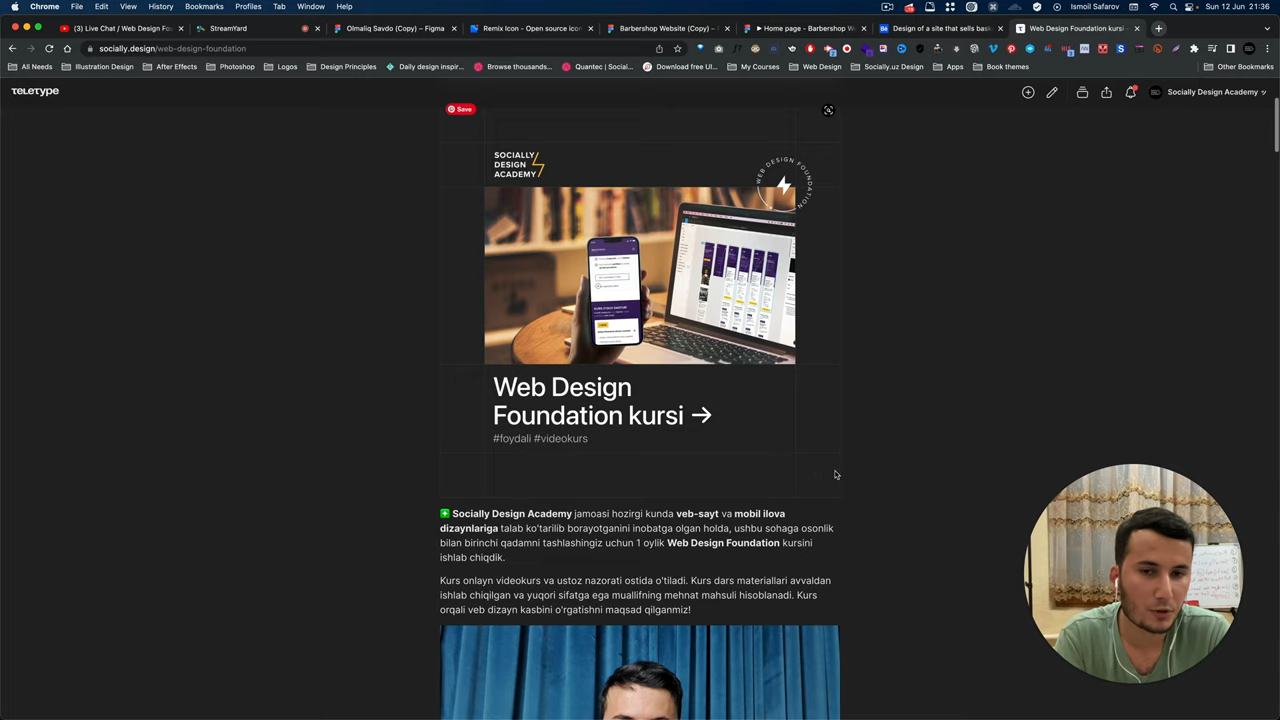 Chrome File Edit View History Bookmarks Profiles Tab Window Help Ismoil Safarov Sun 12 Jun 21:36
(3) Live Chat / Web Design Fou StreamYard Olmaliq Savdo (Copy) – Figma Remix Icon - Open source icon Barbershop Website (Copy) – Home page - Barbershop W Design of a site that sells bask Web Design Foundation kursi –
socially.design/web-design-foundation
All Needs Illustration Design After Effects Photoshop Logos Design Principles Daily design inspir... Browse thousands... Quantec | Social... Download free UI... My Courses Web Design Socially.uz Design Apps Book themes Other Bookmarks
TELETYPE Socially Design Academy
Save
SOCIALLY
DESIGN
ACADEMY
WEB DESIGN FOUNDATION
Web Design
Foundation kursi →
#foydali #videokurs
Socially Design Academy jamoasi hozirgi kunda veb-sayt va mobil ilova
dizaynlariga talab ko'tarilib borayotganini inobatga olgan holda, ushbu sohaga osonlik
bilan birinchi qadamni tashlashingiz uchun 1 oylik Web Design Foundation kursini
ishlab chiqdik.
Kurs onlayn videokurs va ustoz nazorati ostida o'tiladi. Kurs dars materiallari avvaldan
ishlab chiqilgan va yuqori sifatga ega muallifning mehnat mahsuli hisoblanadi. Kurs
orqali veb dizayn kasbini o'rgatishni maqsad qilganmiz!